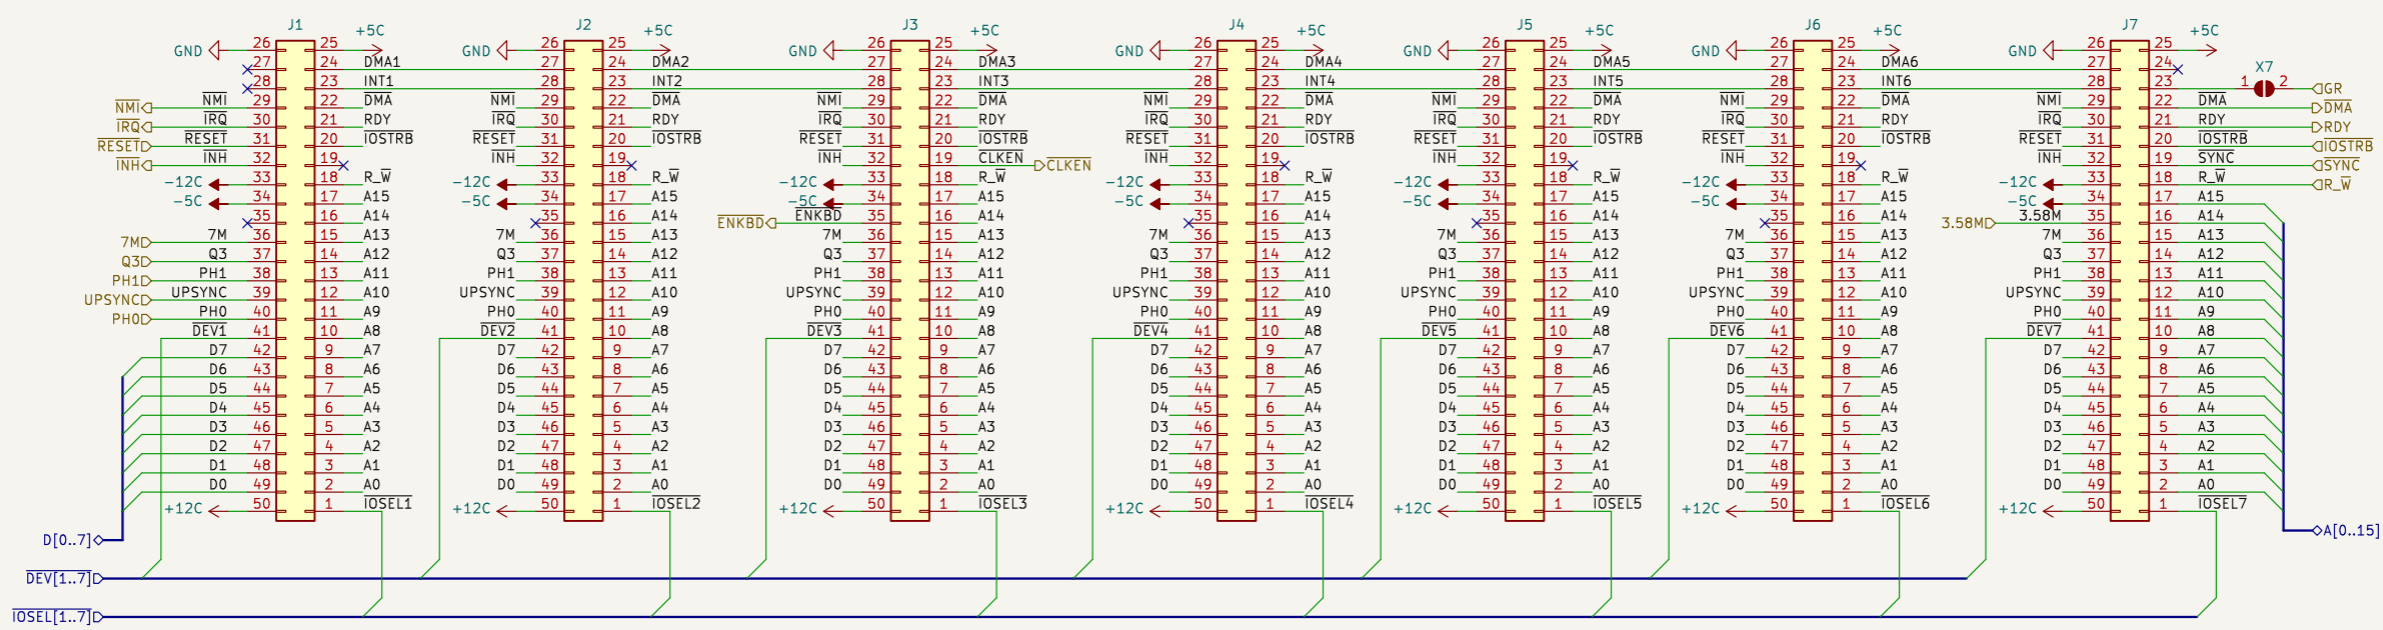 J1 J2 J3 J4 J5 J6 J7
+5C +5C +5C +5C +5C +5C +5C
GND 26 25 GND 26 25 GND 26 25 GND 26 25 GND 26 25 GND 26 25 GND 26 25
27 24 DMA1 27 24 DMA2 27 24 DMA3 27 24 DMA4 27 24 DMA5 27 24 DMA6 27 24 X7
28 23 INT1 28 23 INT2 28 23 INT3 28 23 INT4 28 23 INT5 28 23 INT6 28 23 1 2 GR
NMI NMI 29 22 DMA NMI 29 22 DMA NMI 29 22 DMA NMI 29 22 DMA NMI 29 22 DMA NMI 29 22 DMA NMI 29 22 DMA DMA
IRQ IRQ 30 21 RDY IRQ 30 21 RDY IRQ 30 21 RDY IRQ 30 21 RDY IRQ 30 21 RDY IRQ 30 21 RDY IRQ 30 21 RDY RDY
RESET RESET 31 20 IOSTRB RESET 31 20 IOSTRB RESET 31 20 IOSTRB RESET 31 20 IOSTRB RESET 31 20 IOSTRB RESET 31 20 IOSTRB RESET 31 20 IOSTRB IOSTRB
INH INH 32 19 INH 32 19 INH 32 19 CLKEN CLKEN INH 32 19 INH 32 19 INH 32 19 INH 32 19 SYNC SYNC
-12C 33 18 R_W -12C 33 18 R_W -12C 33 18 R_W -12C 33 18 R_W -12C 33 18 R_W -12C 33 18 R_W -12C 33 18 R_W R_W
-5C 34 17 A15 -5C 34 17 A15 -5C 34 17 A15 -5C 34 17 A15 -5C 34 17 A15 -5C 34 17 A15 -5C 34 17 A15
35 16 A14 35 16 A14 ENKBD ENKBD 35 16 A14 35 16 A14 35 16 A14 35 16 A14 3.58M 3.58M 35 16 A14
7M 7M 36 15 A13 7M 36 15 A13 7M 36 15 A13 7M 36 15 A13 7M 36 15 A13 7M 36 15 A13 7M 36 15 A13
Q3 Q3 37 14 A12 Q3 37 14 A12 Q3 37 14 A12 Q3 37 14 A12 Q3 37 14 A12 Q3 37 14 A12 Q3 37 14 A12
PH1 PH1 38 13 A11 PH1 38 13 A11 PH1 38 13 A11 PH1 38 13 A11 PH1 38 13 A11 PH1 38 13 A11 PH1 38 13 A11
UPSYNC UPSYNC 39 12 A10 UPSYNC 39 12 A10 UPSYNC 39 12 A10 UPSYNC 39 12 A10 UPSYNC 39 12 A10 UPSYNC 39 12 A10 UPSYNC 39 12 A10
PH0 PH0 40 11 A9 PH0 40 11 A9 PH0 40 11 A9 PH0 40 11 A9 PH0 40 11 A9 PH0 40 11 A9 PH0 40 11 A9
DEV1 41 10 A8 DEV2 41 10 A8 DEV3 41 10 A8 DEV4 41 10 A8 DEV5 41 10 A8 DEV6 41 10 A8 DEV7 41 10 A8
D7 42 9 A7 D7 42 9 A7 D7 42 9 A7 D7 42 9 A7 D7 42 9 A7 D7 42 9 A7 D7 42 9 A7
D6 43 8 A6 D6 43 8 A6 D6 43 8 A6 D6 43 8 A6 D6 43 8 A6 D6 43 8 A6 D6 43 8 A6
D5 44 7 A5 D5 44 7 A5 D5 44 7 A5 D5 44 7 A5 D5 44 7 A5 D5 44 7 A5 D5 44 7 A5
D4 45 6 A4 D4 45 6 A4 D4 45 6 A4 D4 45 6 A4 D4 45 6 A4 D4 45 6 A4 D4 45 6 A4
D3 46 5 A3 D3 46 5 A3 D3 46 5 A3 D3 46 5 A3 D3 46 5 A3 D3 46 5 A3 D3 46 5 A3
D2 47 4 A2 D2 47 4 A2 D2 47 4 A2 D2 47 4 A2 D2 47 4 A2 D2 47 4 A2 D2 47 4 A2
D1 48 3 A1 D1 48 3 A1 D1 48 3 A1 D1 48 3 A1 D1 48 3 A1 D1 48 3 A1 D1 48 3 A1
D0 49 2 A0 D0 49 2 A0 D0 49 2 A0 D0 49 2 A0 D0 49 2 A0 D0 49 2 A0 D0 49 2 A0
+12C 50 1 IOSEL1 +12C 50 1 IOSEL2 +12C 50 1 IOSEL3 +12C 50 1 IOSEL4 +12C 50 1 IOSEL5 +12C 50 1 IOSEL6 +12C 50 1 IOSEL7
D[0..7] A[0..15]
DEV[1..7]
IOSEL[1..7]